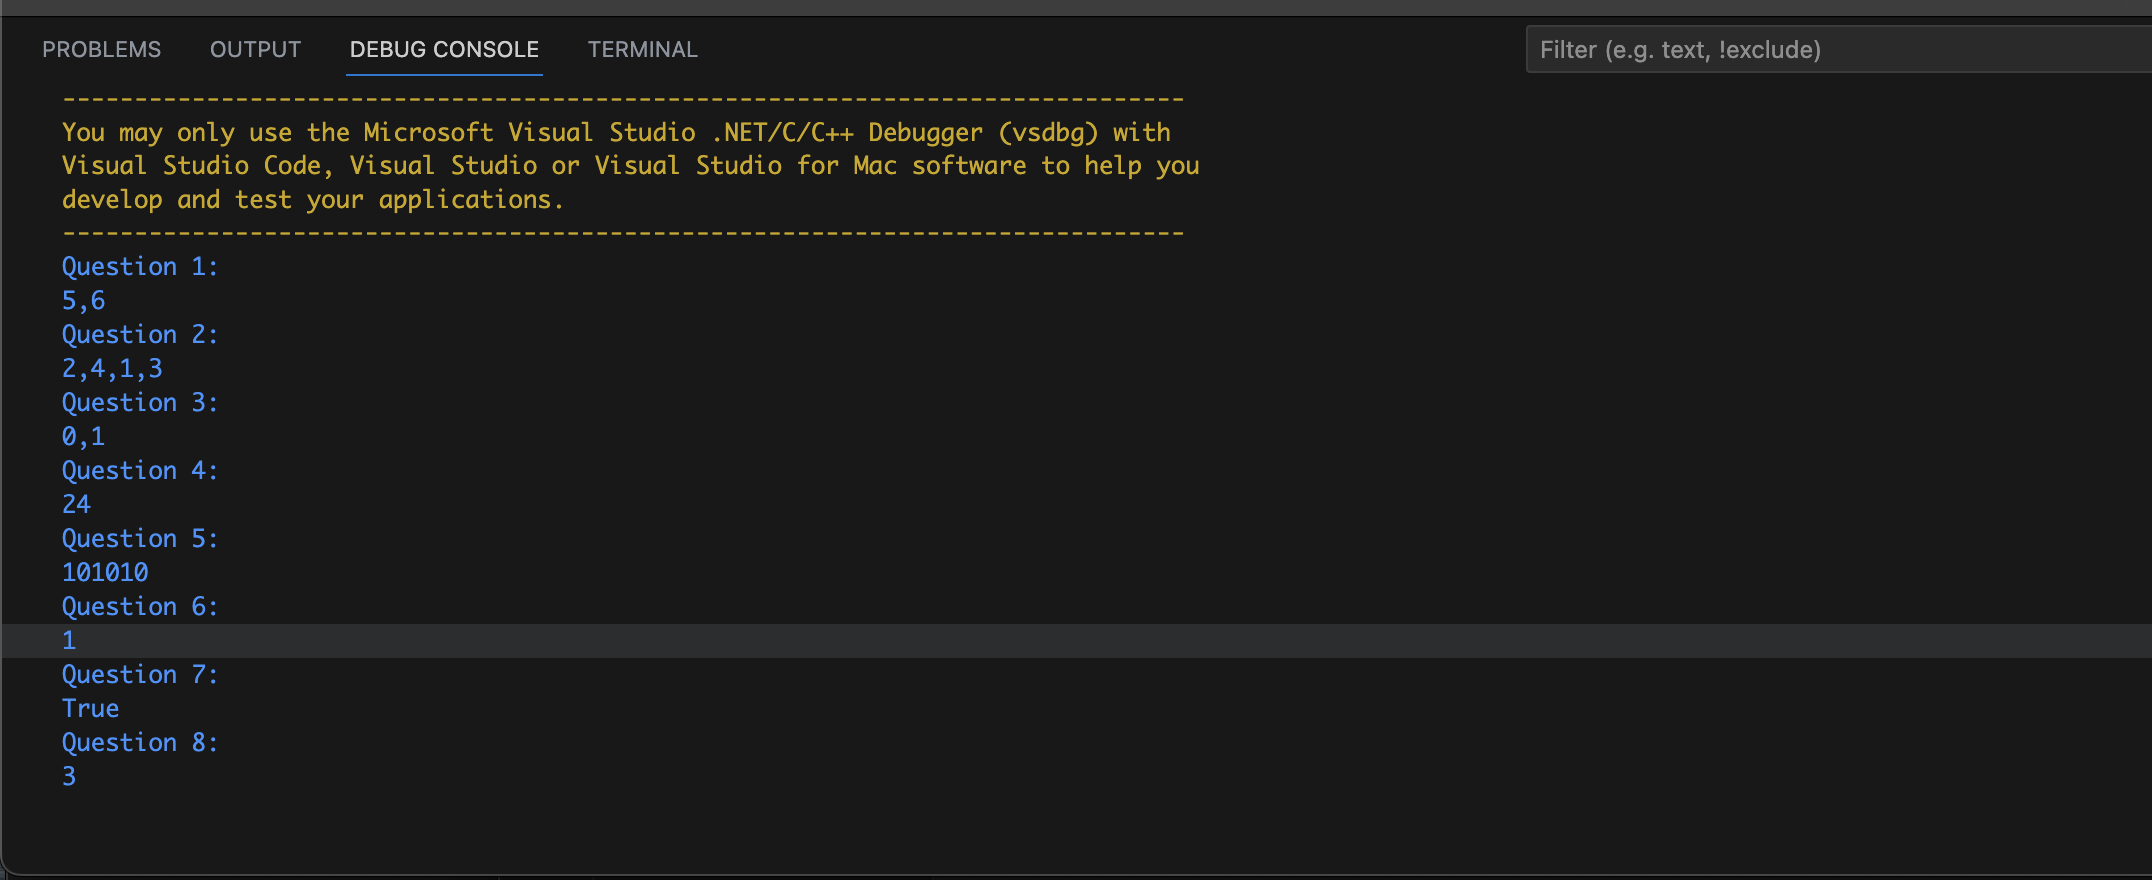 PROBLEMS OUTPUT DEBUG CONSOLE TERMINAL Filter (e.g. text, !exclude)
------------------------------------------------------------------------------
You may only use the Microsoft Visual Studio .NET/C/C++ Debugger (vsdbg) with
Visual Studio Code, Visual Studio or Visual Studio for Mac software to help you
develop and test your applications.
------------------------------------------------------------------------------
Question 1:
5,6
Question 2:
2,4,1,3
Question 3:
0,1
Question 4:
24
Question 5:
101010
Question 6:
1
Question 7:
True
Question 8:
3